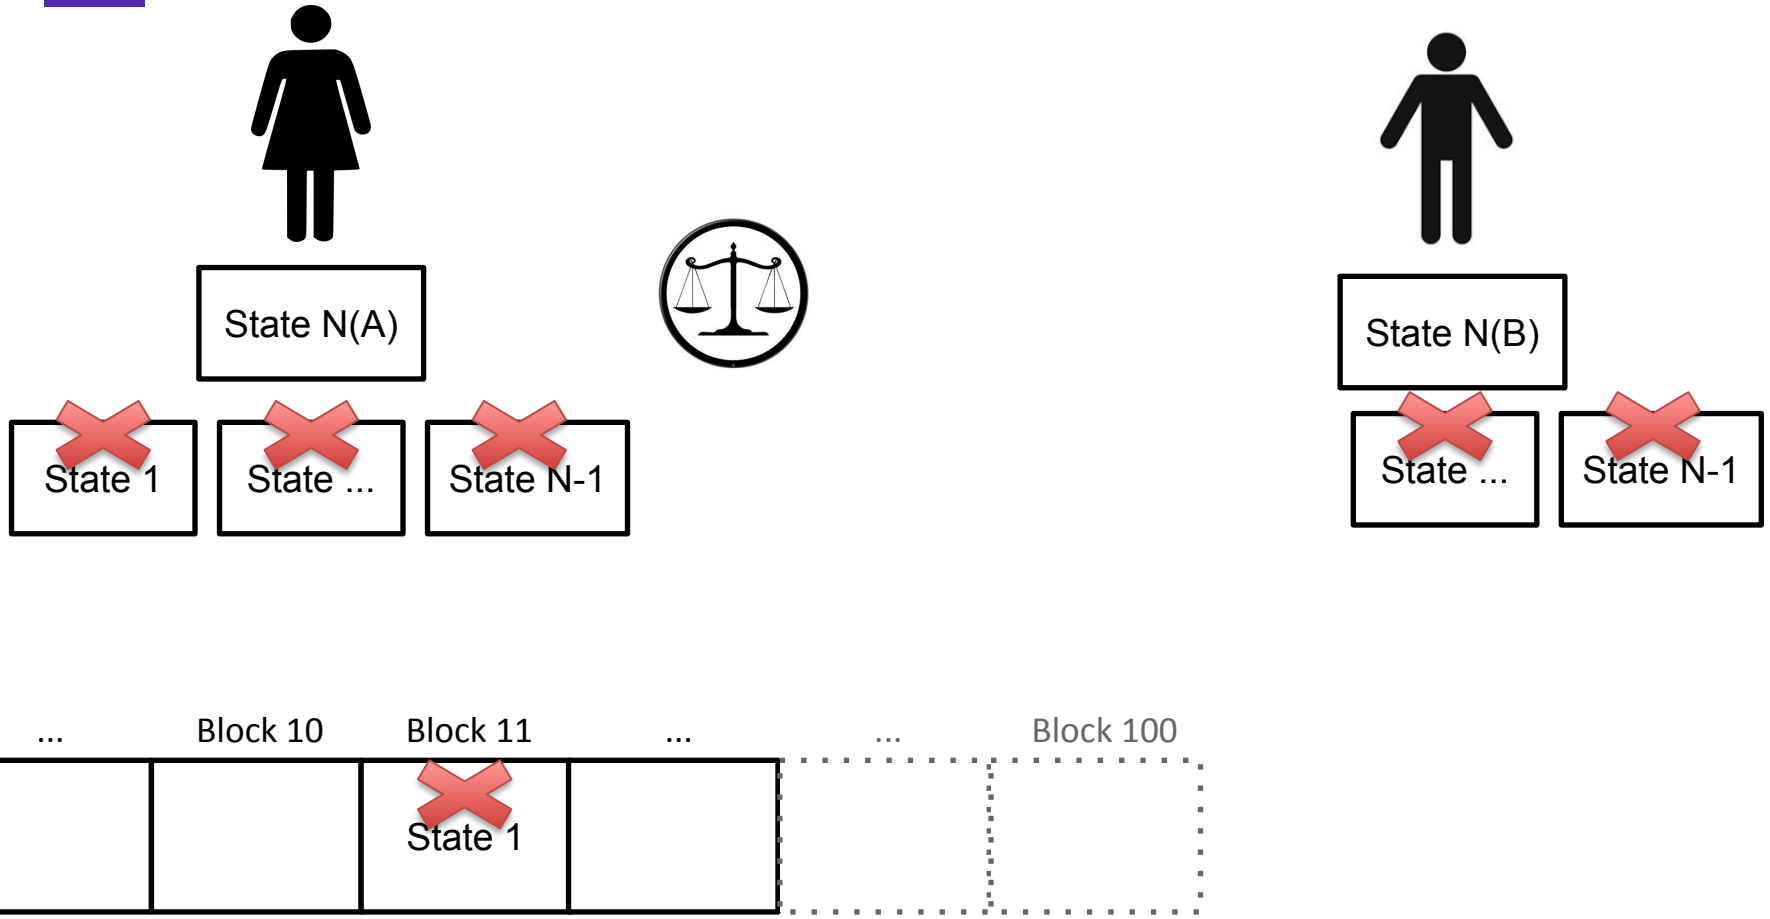 State N(A)
State N(B)
State 1
State ...
State N-1
State ...
State N-1
...
Block 10
Block 11
...
...
Block 100
State 1